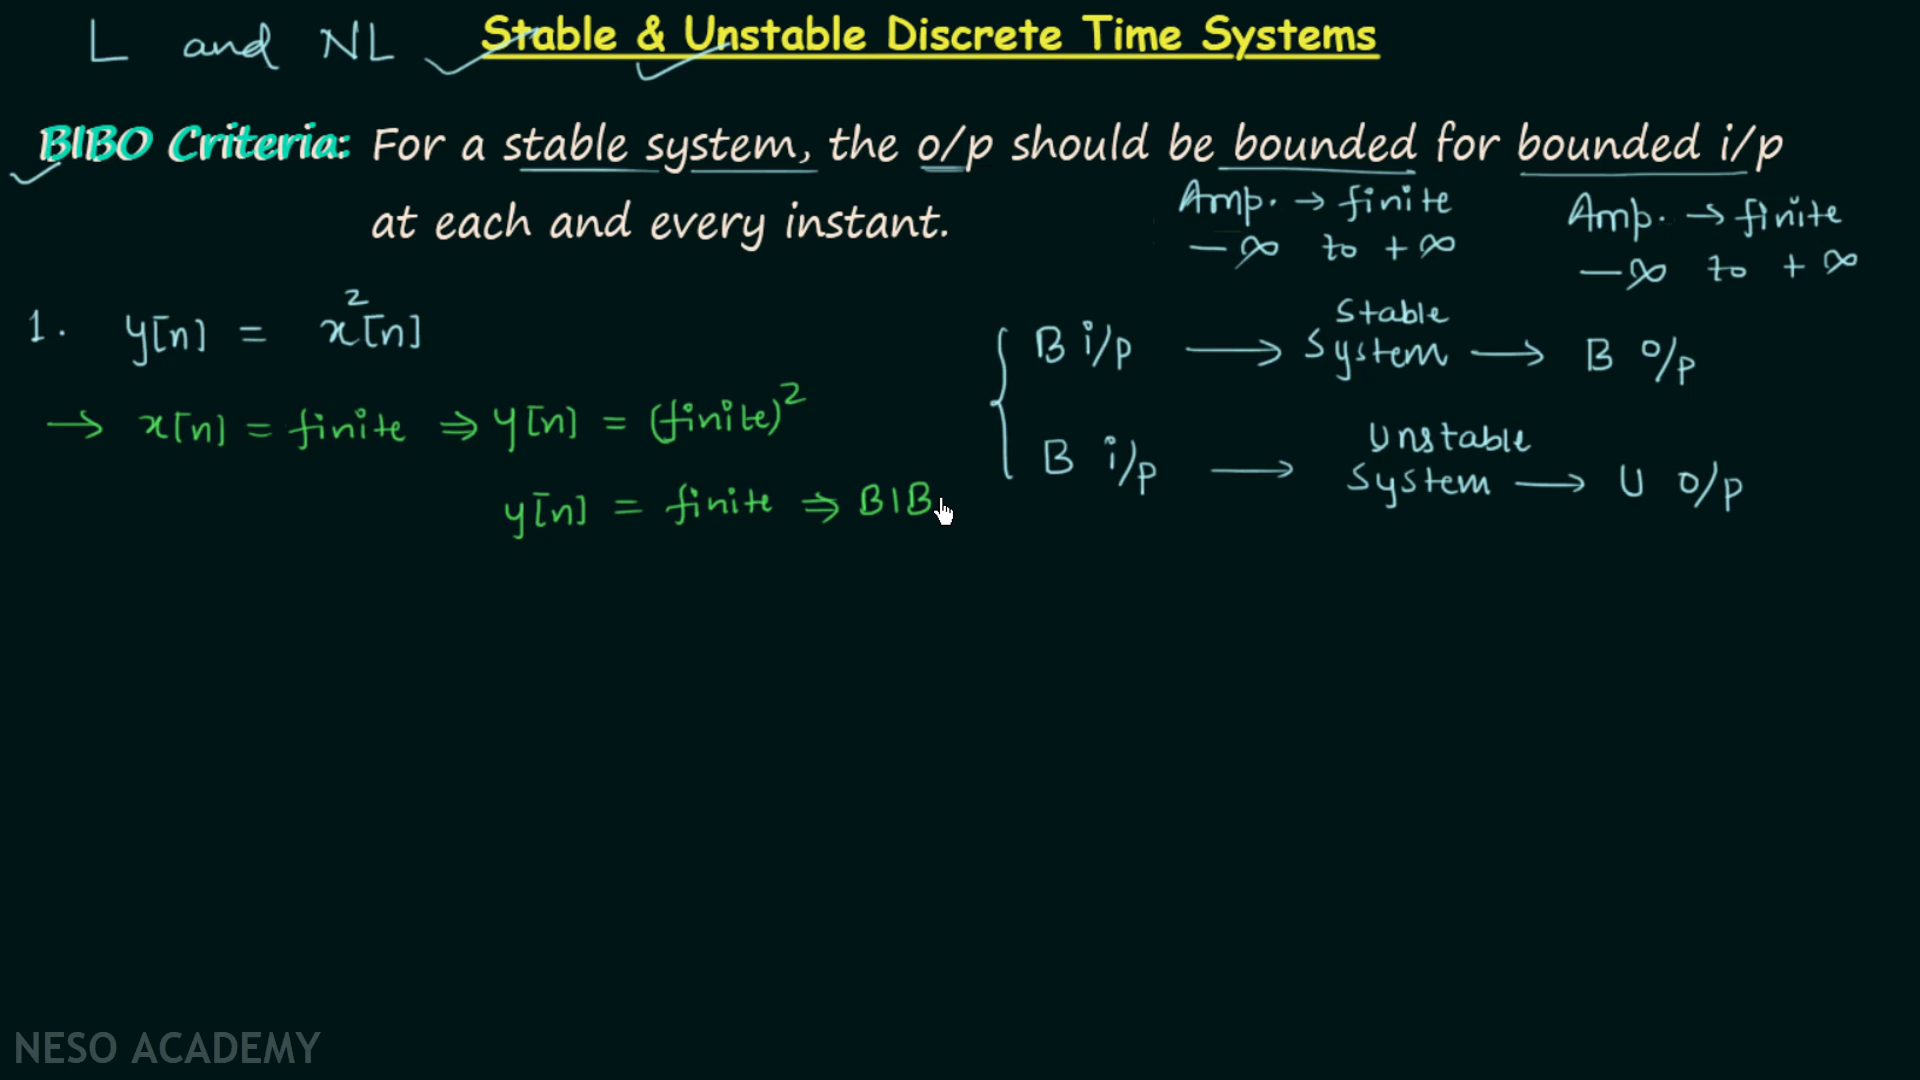 L and NL Stable & Unstable Discrete Time Systems
BIBO Criteria: For a stable system, the o/p should be bounded for bounded i/p
at each and every instant.
Amp. → finite
-∞ to +∞
Amp. → finite
-∞ to +∞
1. y[n] = x²[n]
→ x[n] = finite ⇒ y[n] = (finite)²
y[n] = finite ⇒ BIB
B i/p → Stable System → B o/p
B i/p → Unstable System → U o/p
NESO ACADEMY